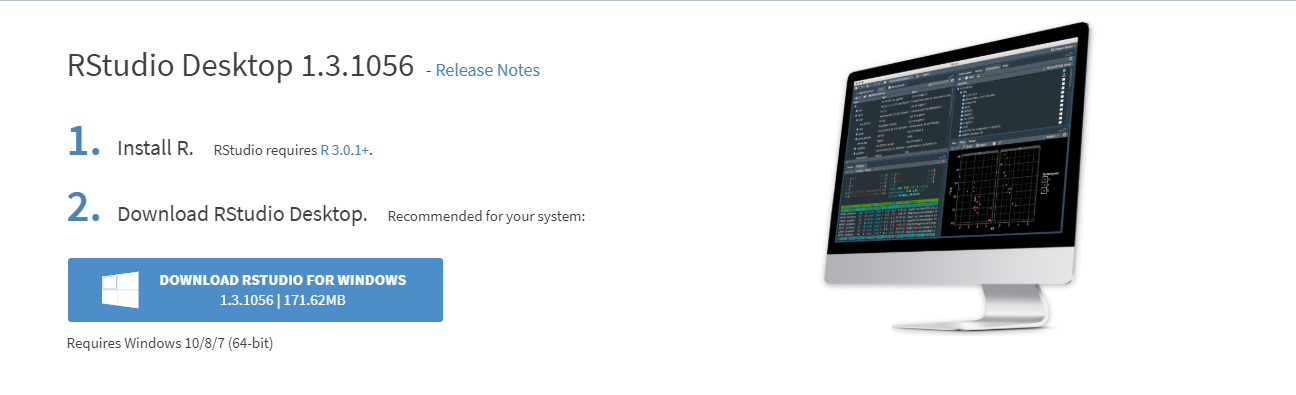 RStudio Desktop 1.3.1056 - Release Notes
1. Install R. RStudio requires R 3.0.1+.
2. Download RStudio Desktop. Recommended for your system:
DOWNLOAD RSTUDIO FOR WINDOWS
1.3.1056 | 171.62MB
Requires Windows 10/8/7 (64-bit)